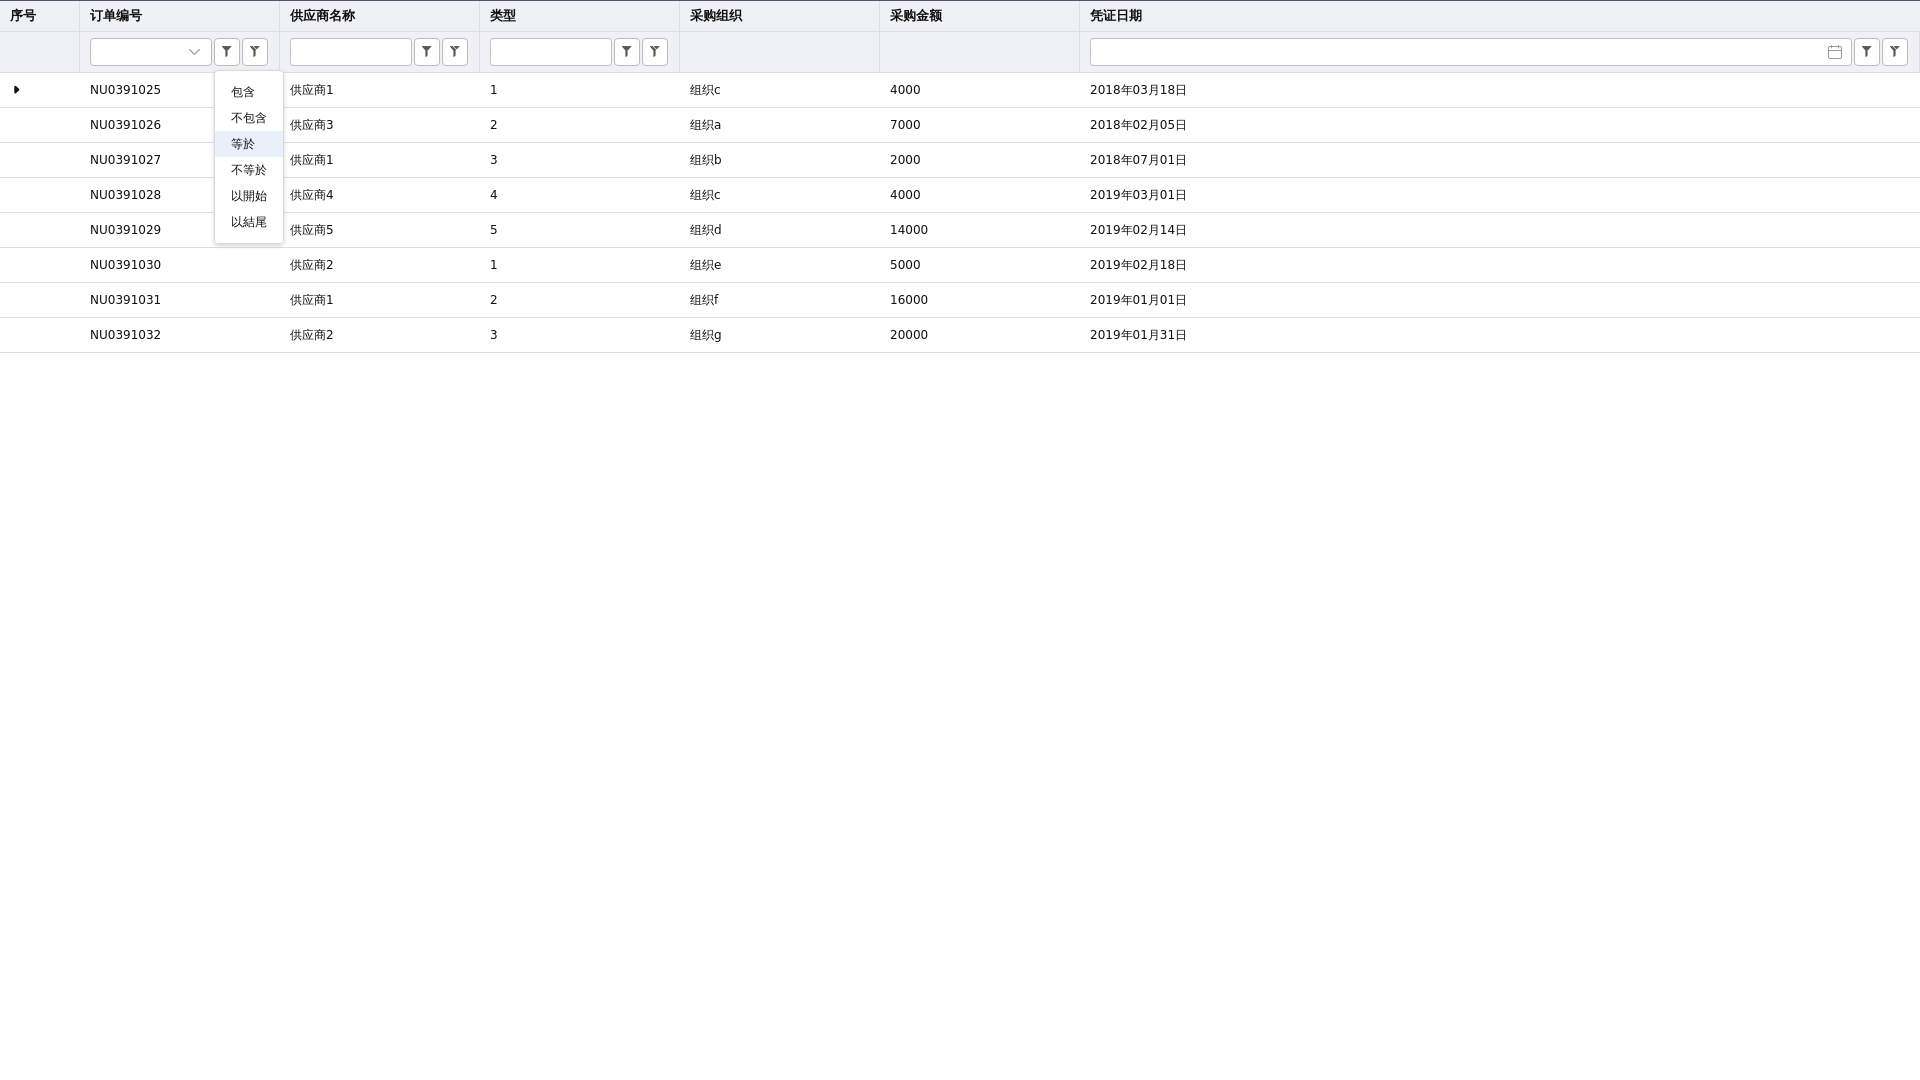 序号 订单编号 供应商名称 类型 采购组织 采购金额 凭证日期
NU0391025 供应商1 1 组织c 4000 2018年03月18日
NU0391026 供应商3 2 组织a 7000 2018年02月05日
NU0391027 供应商1 3 组织b 2000 2018年07月01日
NU0391028 供应商4 4 组织c 4000 2019年03月01日
NU0391029 供应商5 5 组织d 14000 2019年02月14日
NU0391030 供应商2 1 组织e 5000 2019年02月18日
NU0391031 供应商1 2 组织f 16000 2019年01月01日
NU0391032 供应商2 3 组织g 20000 2019年01月31日
包含
不包含
等於
不等於
以開始
以結尾